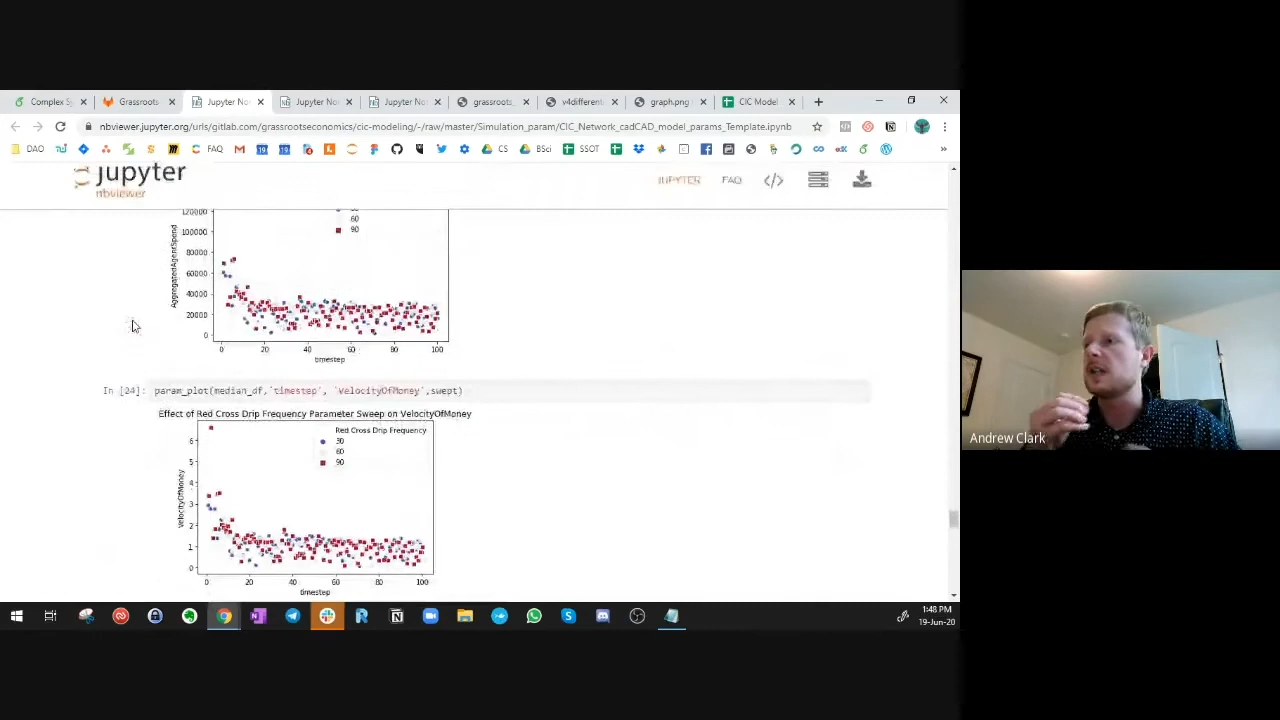 Complex Sy
Grassroots
Jupyter No
Jupyter No
Jupyter No
grassroots_
v4differen
graph.png
CIC Model
nbviewer.jupyter.org/urls/gitlab.com/grassrootseconomics/cic-modeling/-/raw/master/Simulation_param/CIC_Network_cadCAD_model_params_Template.ipynb
DAO
FAQ
CS
BSci
SSOT
jupyter
nbviewer
JUPYTER
FAQ
</>
120000
100000
80000
60000
40000
20000
0
AggregatedAgentSpend
60
90
0 20 40 60 80 100
timestep
In [24]: param_plot(median_df,'timestep', 'VelocityOfMoney',swept)
Effect of Red Cross Drip Frequency Parameter Sweep on VelocityOfMoney
Red Cross Drip Frequency
30
60
90
6
5
4
3
2
1
0
VelocityOfMoney
0 20 40 60 80 100
timestep
Andrew Clark
1:48 PM
19-Jun-20